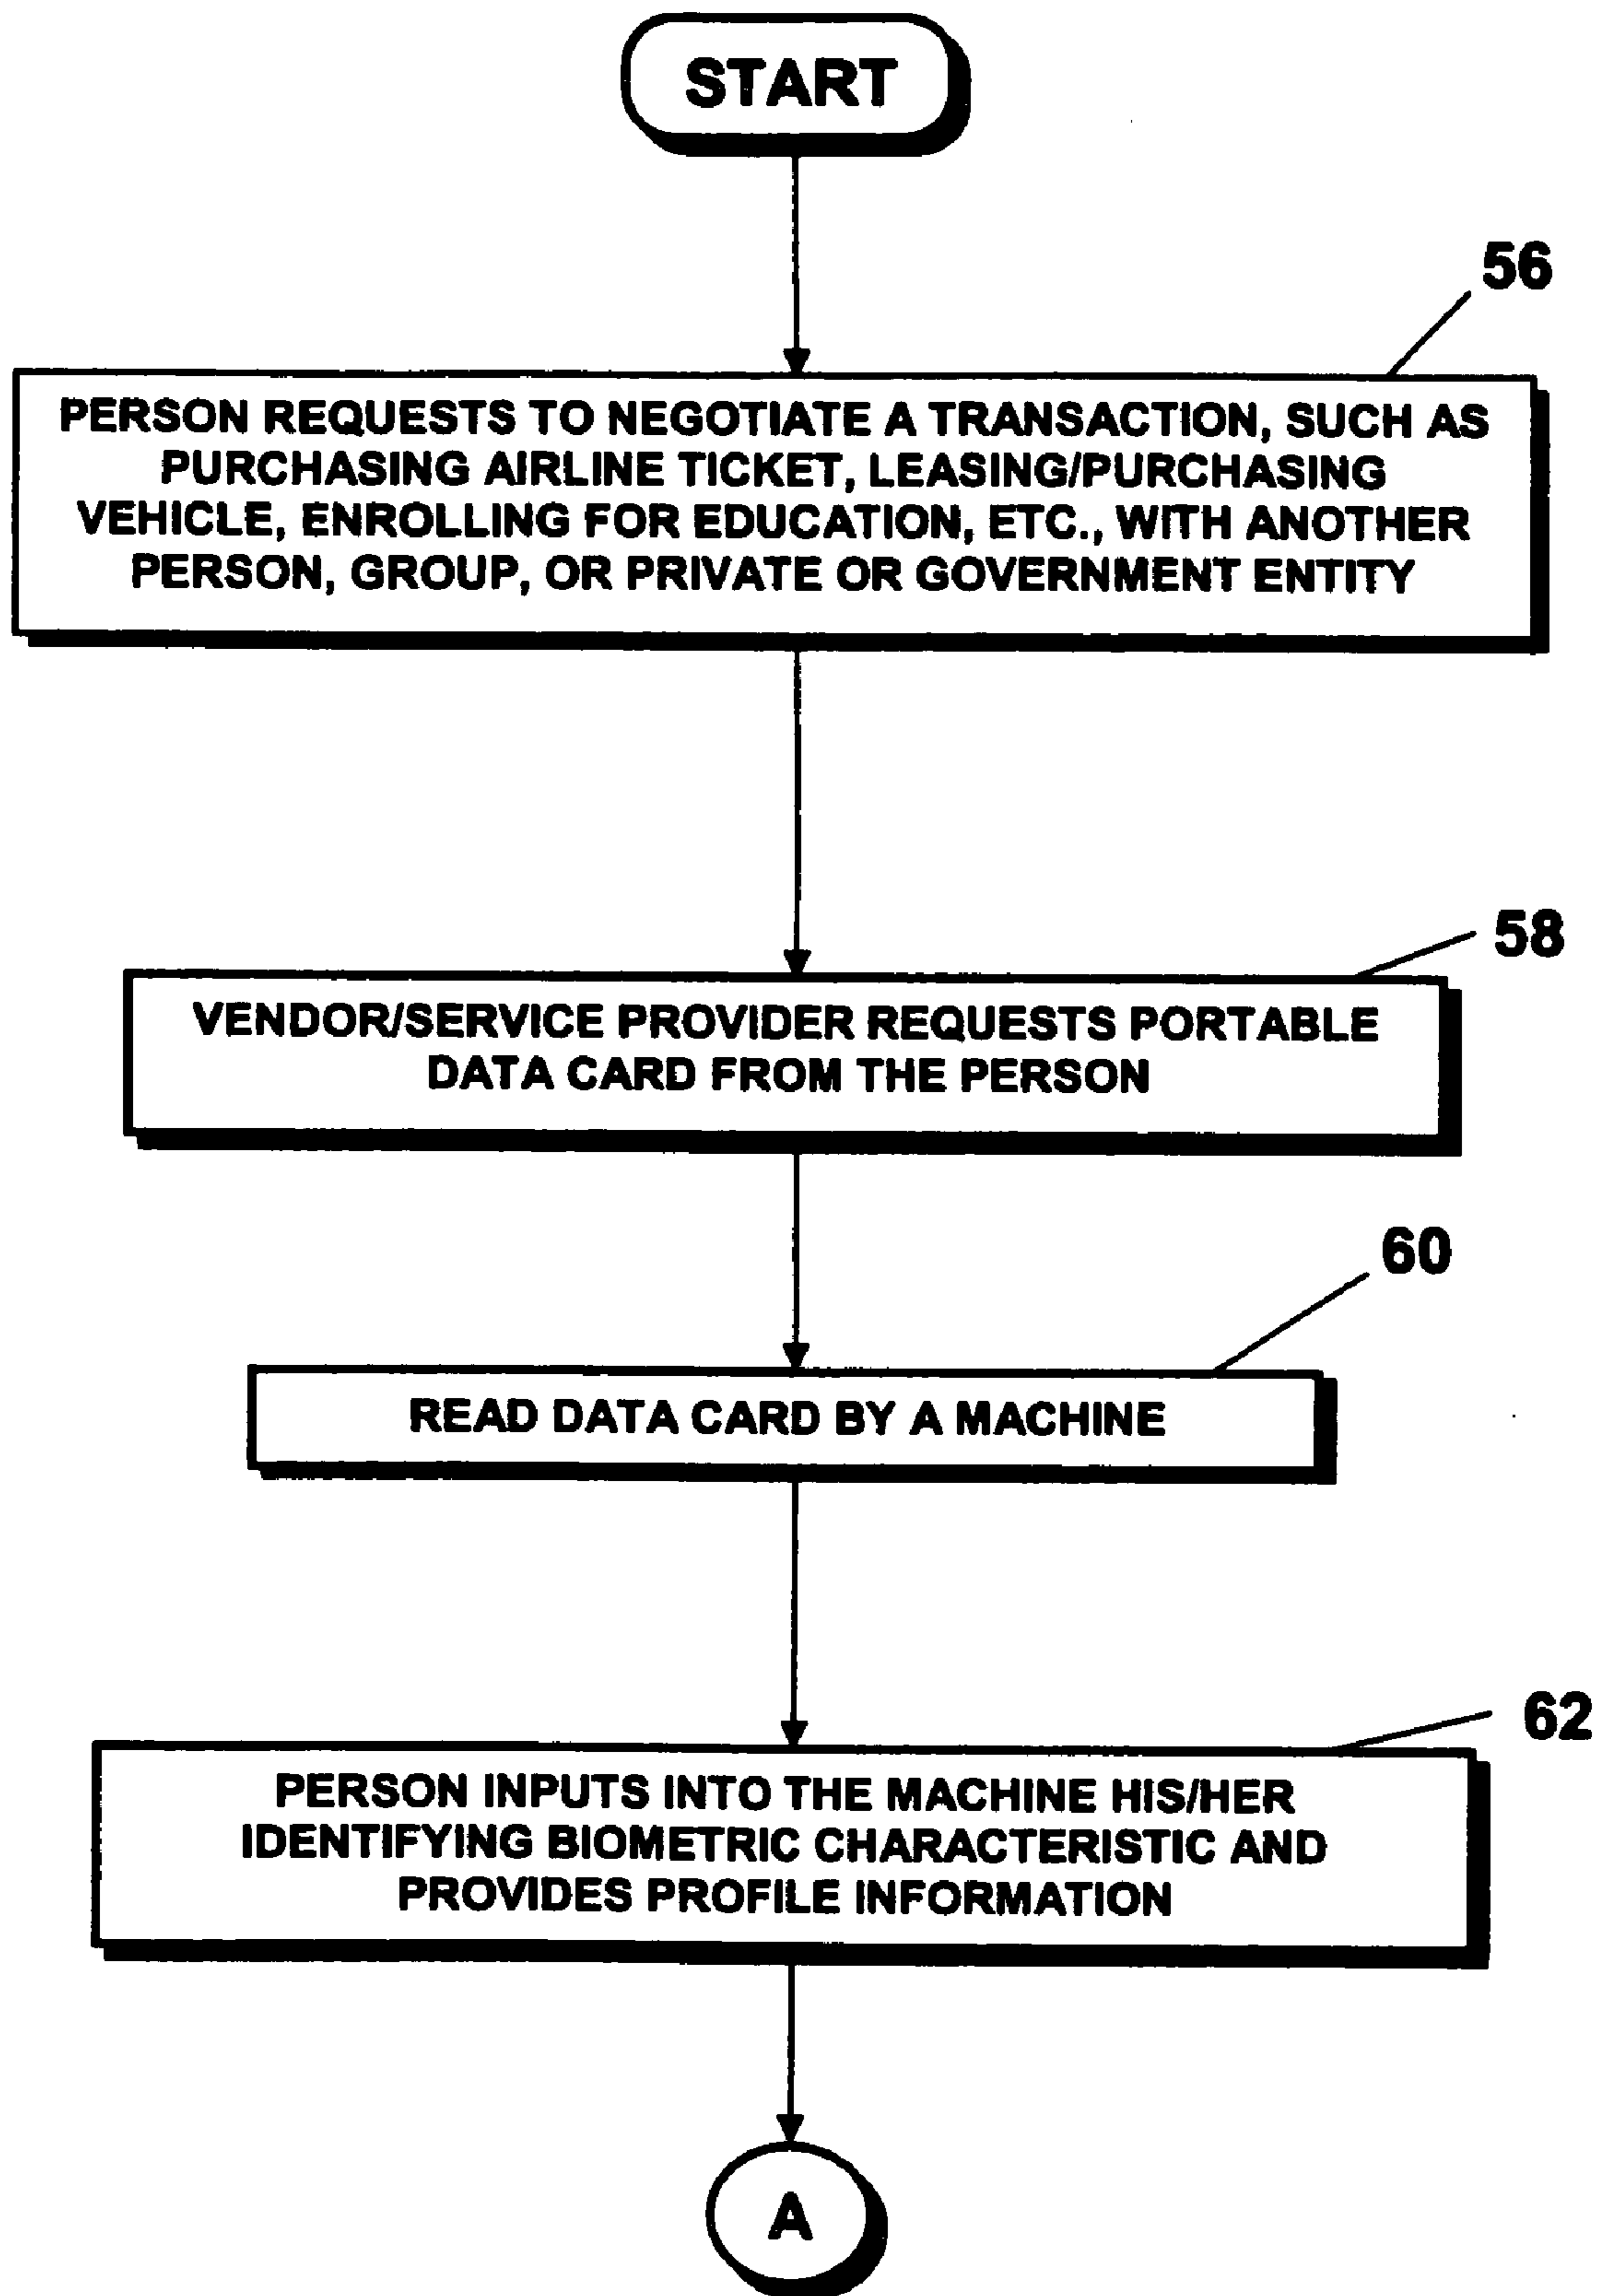 START
56
PERSON REQUESTS TO NEGOTIATE A TRANSACTION, SUCH AS
PURCHASING AIRLINE TICKET, LEASING/PURCHASING
VEHICLE, ENROLLING FOR EDUCATION, ETC., WITH ANOTHER
PERSON, GROUP, OR PRIVATE OR GOVERNMENT ENTITY
58
VENDOR/SERVICE PROVIDER REQUESTS PORTABLE
DATA CARD FROM THE PERSON
60
READ DATA CARD BY A MACHINE
62
PERSON INPUTS INTO THE MACHINE HIS/HER
IDENTIFYING BIOMETRIC CHARACTERISTIC AND
PROVIDES PROFILE INFORMATION
A